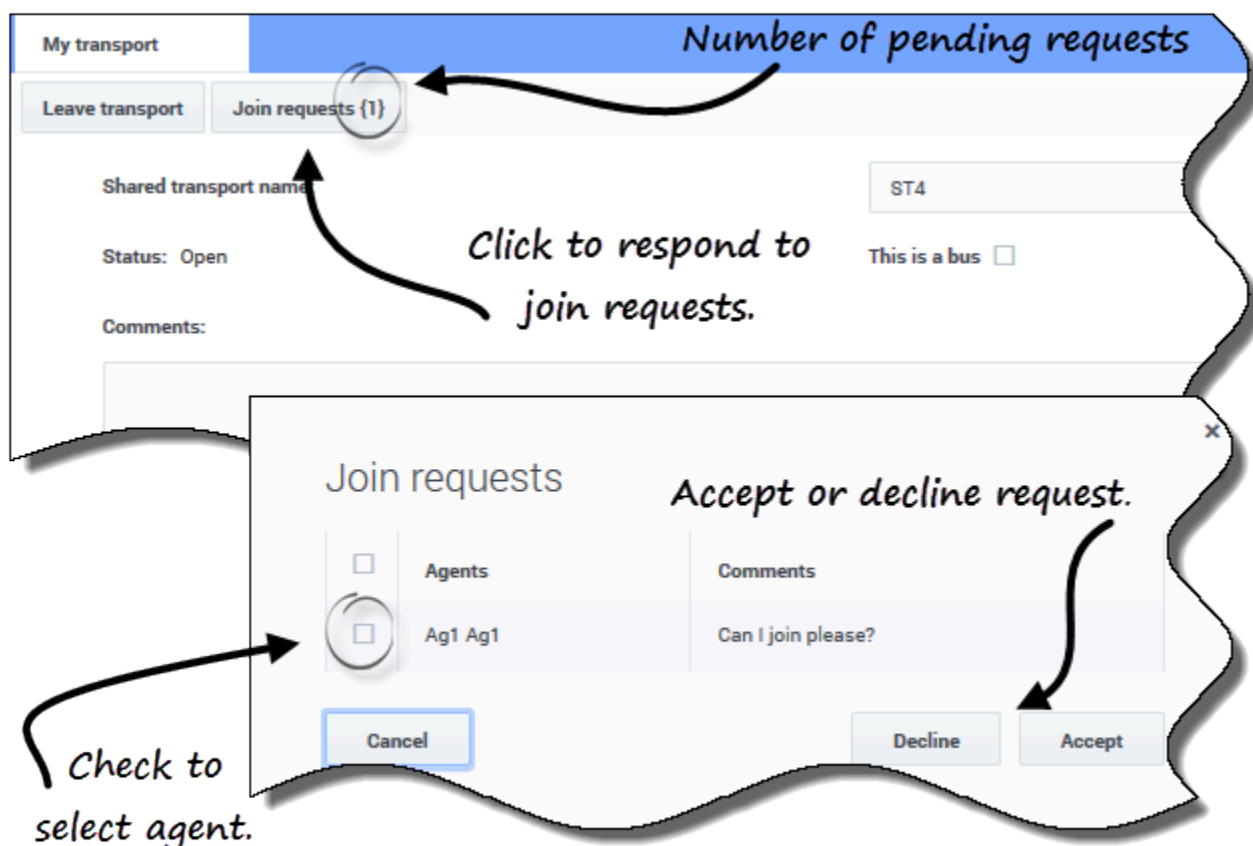 My transport
Number of pending requests
Leave transport
Join requests {1}
Shared transport name:
ST4
Click to respond to
join requests.
Status: Open
This is a bus
Comments:
×
Join requests
Accept or decline request.
Agents
Comments
Ag1 Ag1
Can I join please?
Cancel
Decline
Accept
Check to
select agent.